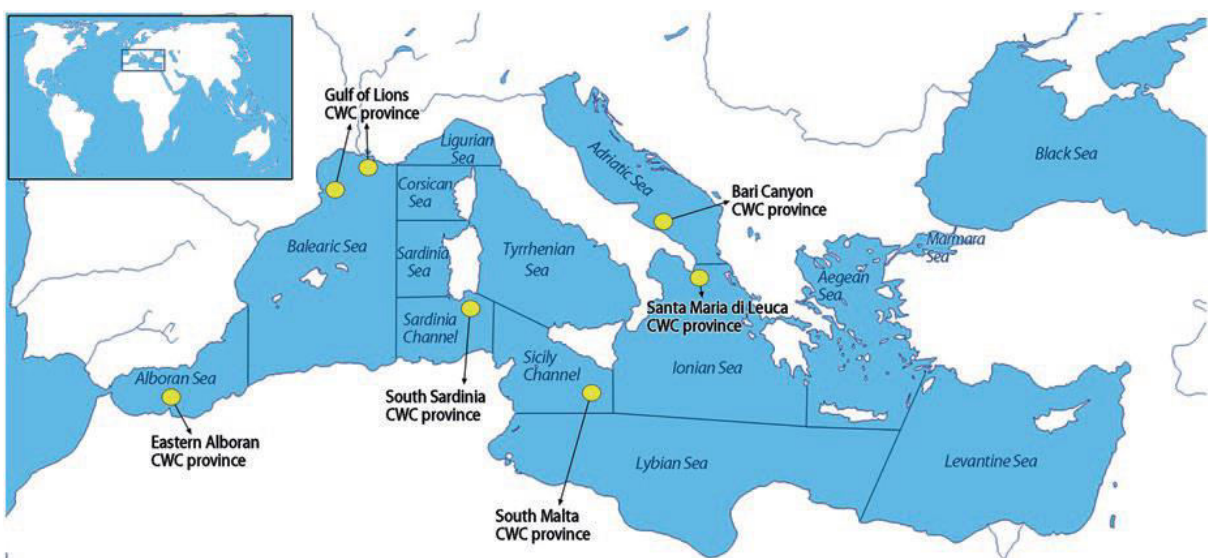 Gulf of Lions
CWC province
Ligurian
Sea
Adriatic Sea
Black Sea
Corsican
Sea
Bari Canyon
CWC province
Balearic Sea
Sardinia
Sea
Tyrrhenian
Sea
Marmara
Sea
Aegean
Sea
Santa Maria di Leuca
CWC province
Sardinia
Channel
Sicily
Channel
Ionian Sea
Alboran Sea
South Sardinia
CWC province
Eastern Alboran
CWC province
Lybian Sea
Levantine Sea
South Malta
CWC province